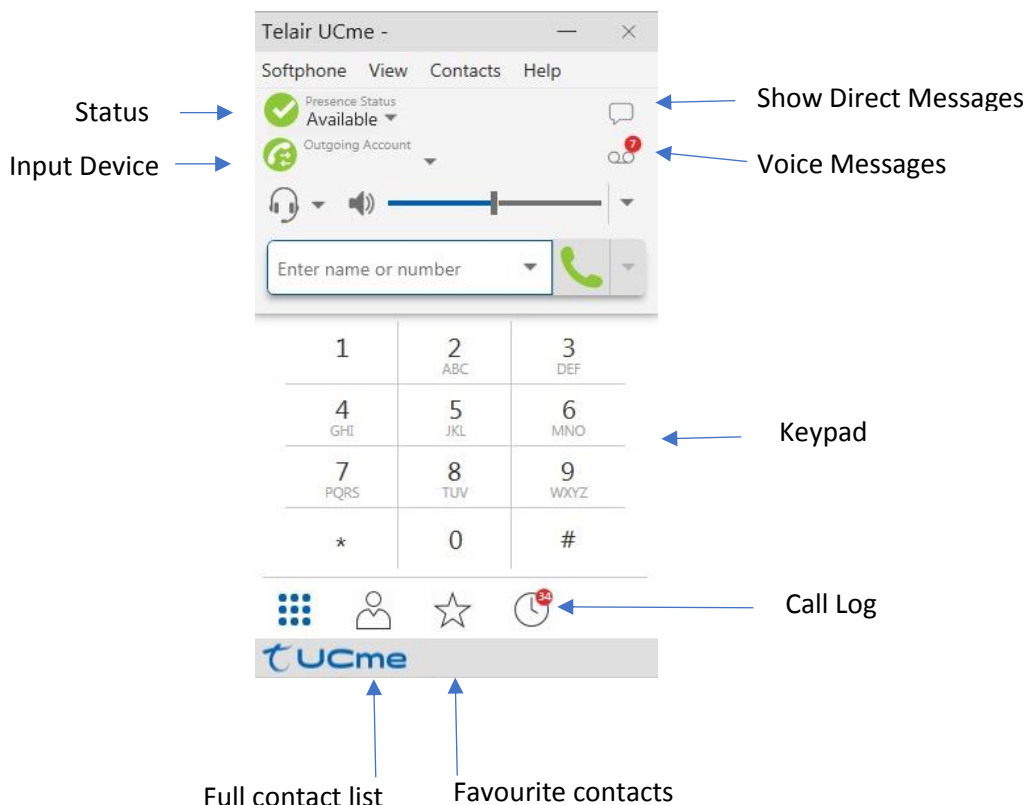 Telair UCme -
Softphone View Contacts Help
Status
Presence Status
Available
Show Direct Messages
Input Device
Outgoing Account
7
Voice Messages
Enter name or number
1 2 3
ABC DEF
4 5 6
GHI JKL MNO
Keypad
7 8 9
PQRS TUV WXYZ
* 0 #
34
Call Log
tUCme
Full contact list
Favourite contacts